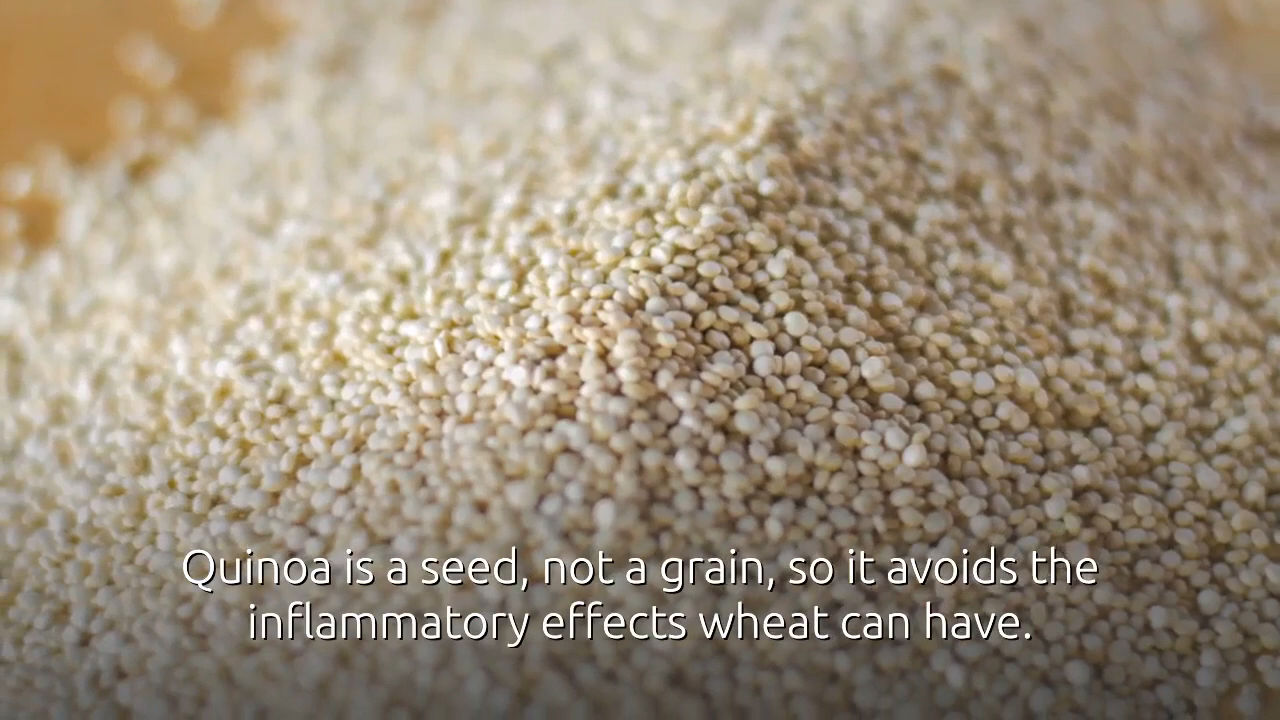 Quinoa is a seed, not a grain, so it avoids the
inflammatory effects wheat can have.